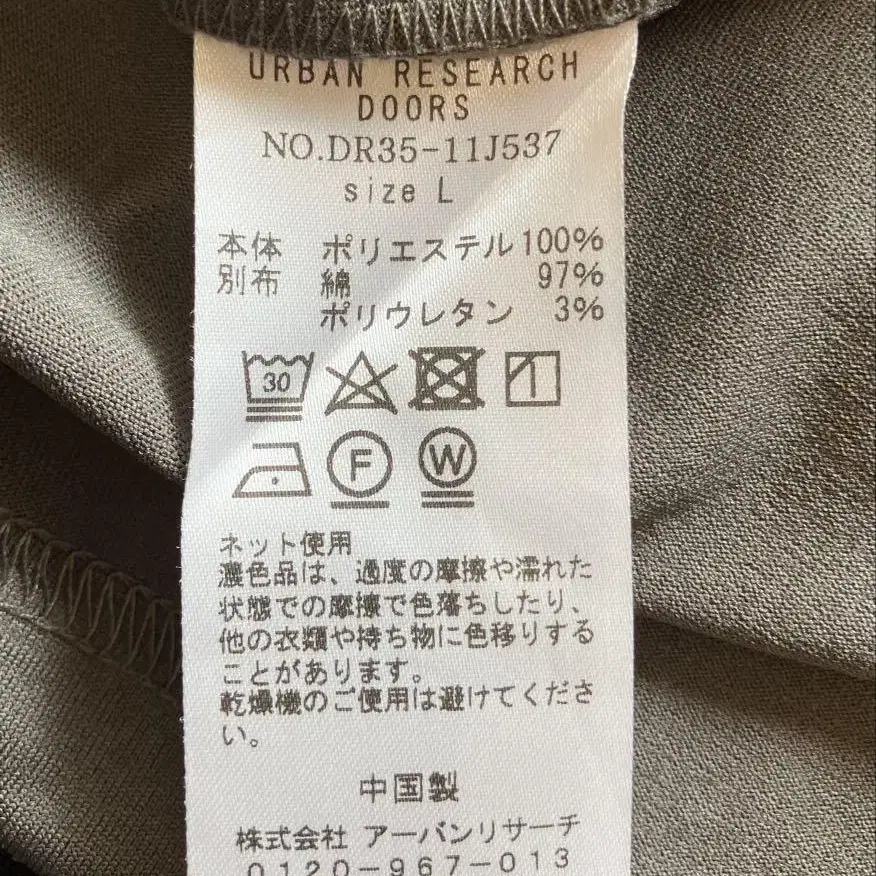 URBAN RESEARCH
DOORS
NO.DR35-11J537
size L
本体 ポリエステル100%
別布 綿 97%
ポリウレタン 3%
30
F W
ネット使用
濃色品は、過度の摩擦や濡れた
状態での摩擦で色落ちしたり、
他の衣類や持ち物に色移りする
ことがあります。
乾燥機のご使用は避けてくださ
い。
中国製
株式会社 アーバンリサーチ
0120-967-013